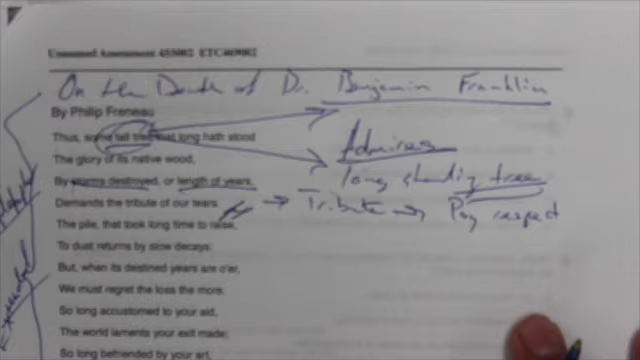 Unannounced Assessment 455002 ETC469002
On the Death of Dr. Benjamin Franklin
By Philip Freneau
Thus, some tall tree that long hath stood
The glory of its native wood,
By storms destroyed, or length of years,
Demands the tribute of our tears.
The pile, that took long time to raise,
To dust returns by slow decays:
But, when its destined years are o'er,
We must regret the loss the more.
So long accustomed to your aid,
The world laments your exit made;
So long befriended by your art,
Admires
long standing tree
→ Tribute → Pay respect